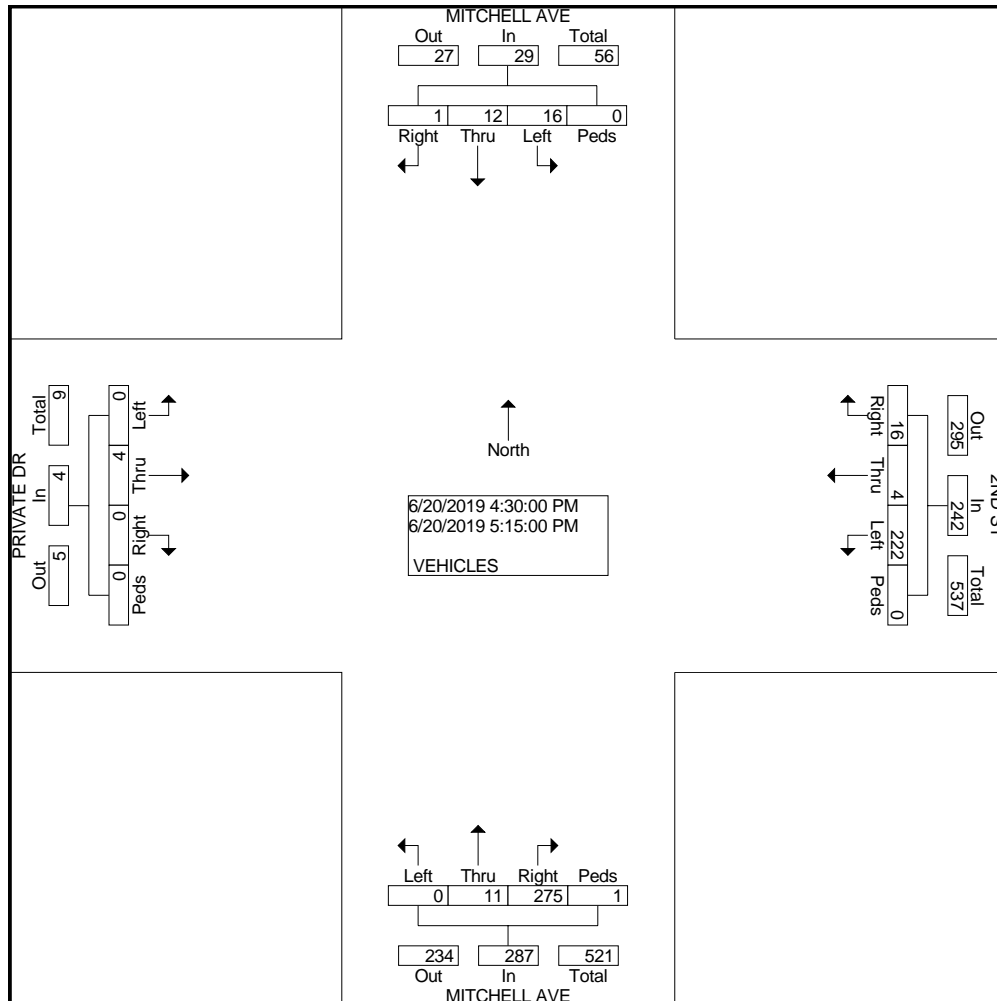 MITCHELL AVE
Out In Total
27 29 56
1 12 16 0
Right Thru Left Peds
PRIVATE DR
Total In Out
9 4 5
0 4 0 0
Left Thru Right Peds
North
6/20/2019 4:30:00 PM
6/20/2019 5:15:00 PM
VEHICLES
Right Thru Left Peds
16 4 222 0
Out In Total
295 242 537
Left Thru Right Peds
0 11 275 1
234 287 521
Out In Total
MITCHELL AVE